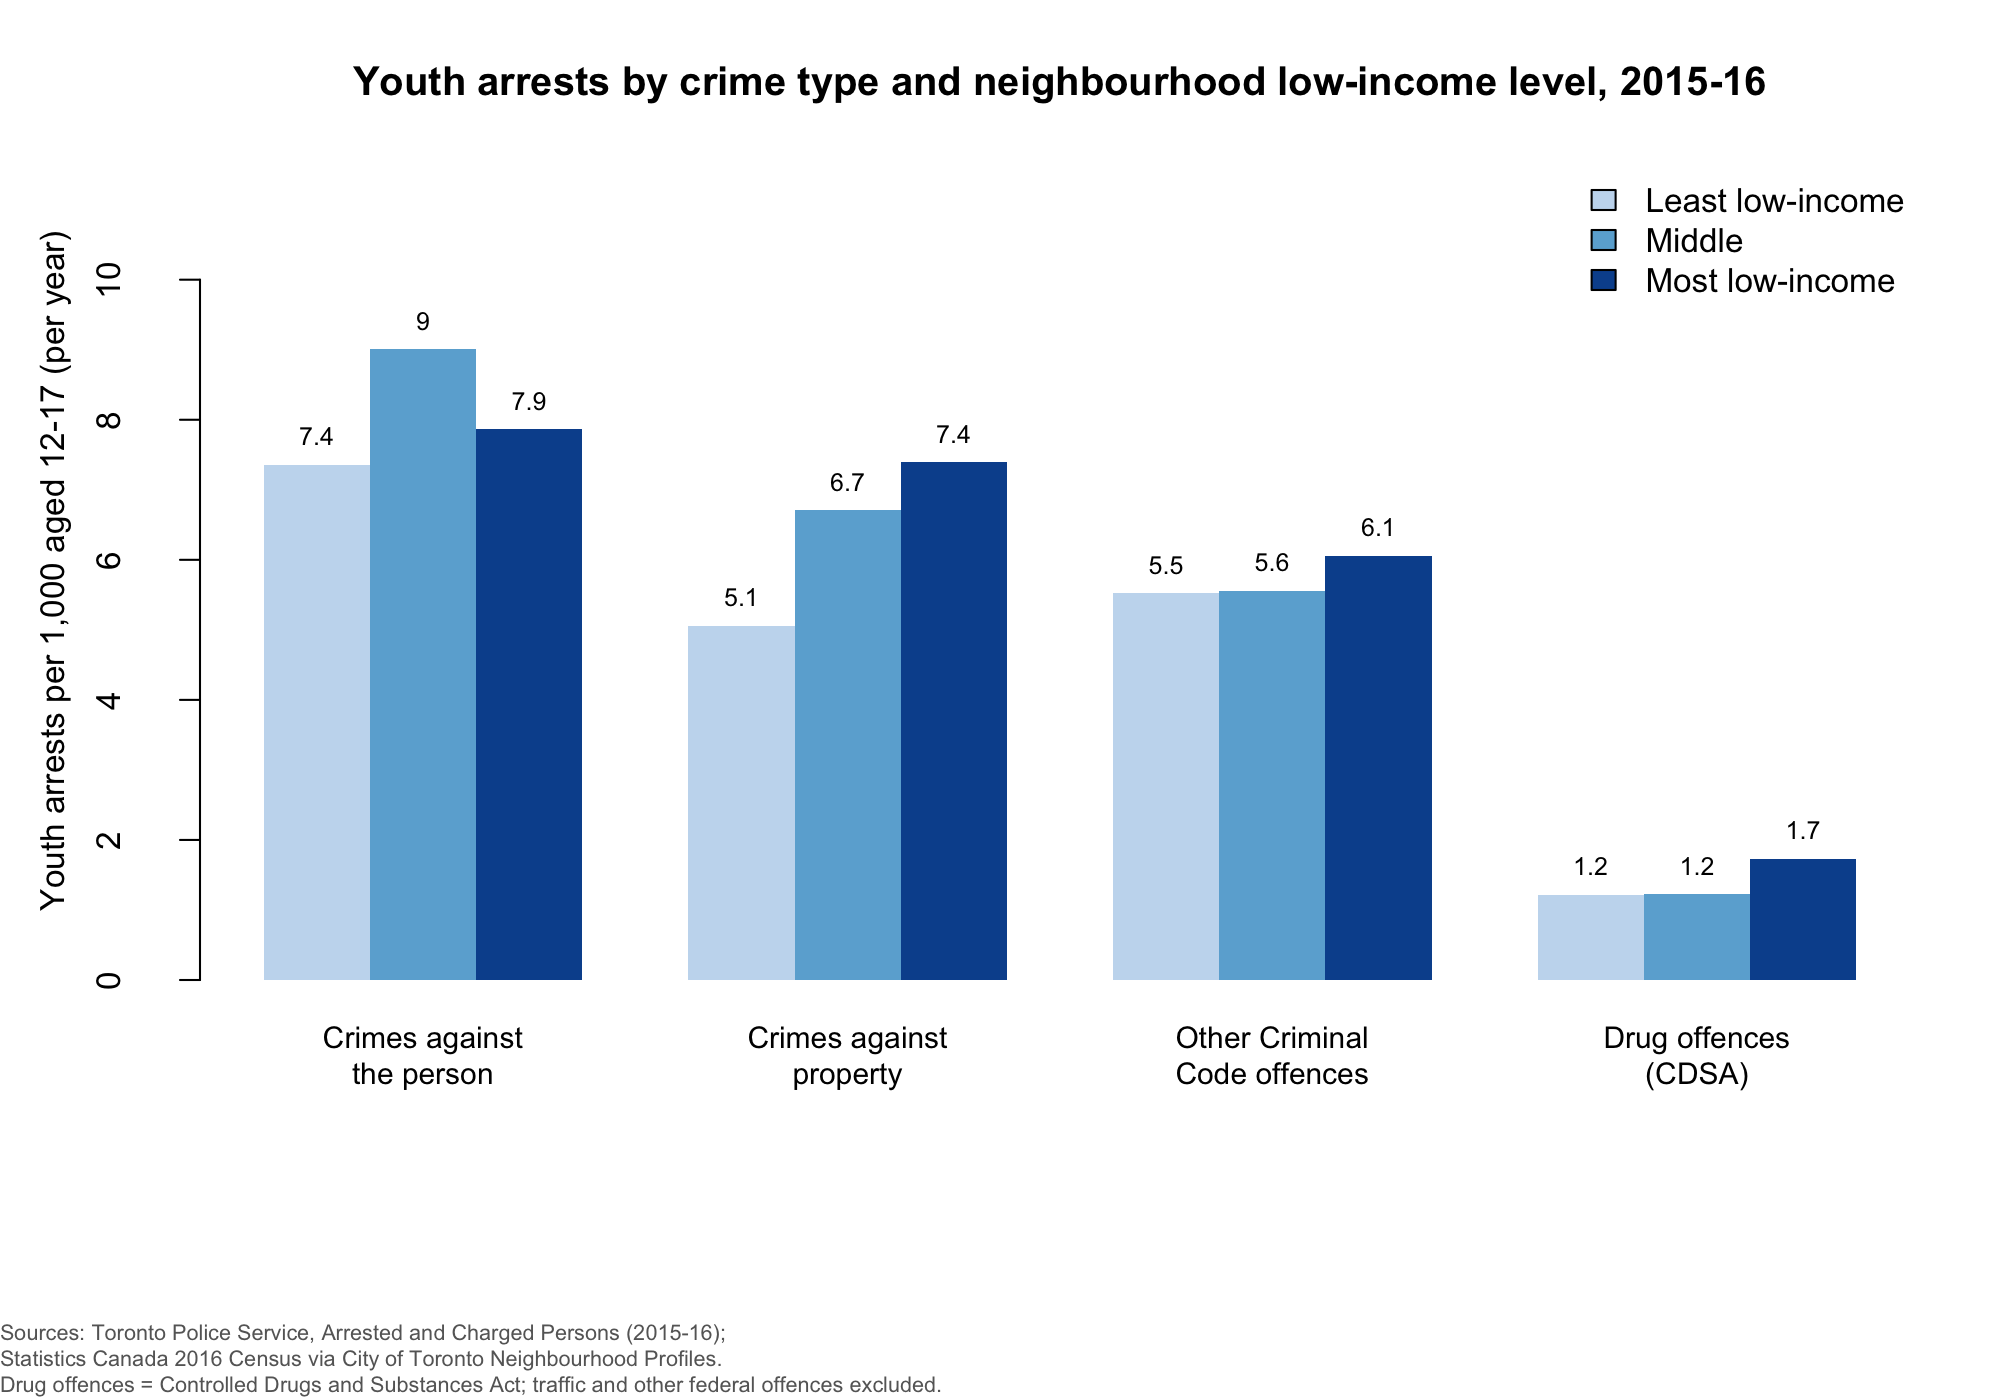 Youth arrests by crime type and neighbourhood low-income level, 2015-16
Least low-income
Middle
Most low-income
Youth arrests per 1,000 aged 12-17 (per year)
10
8
6
4
2
0
7.4
9
7.9
5.1
6.7
7.4
5.5
5.6
6.1
1.2
1.2
1.7
Crimes against
the person
Crimes against
property
Other Criminal
Code offences
Drug offences
(CDSA)
Sources: Toronto Police Service, Arrested and Charged Persons (2015-16);
Statistics Canada 2016 Census via City of Toronto Neighbourhood Profiles.
Drug offences = Controlled Drugs and Substances Act; traffic and other federal offences excluded.